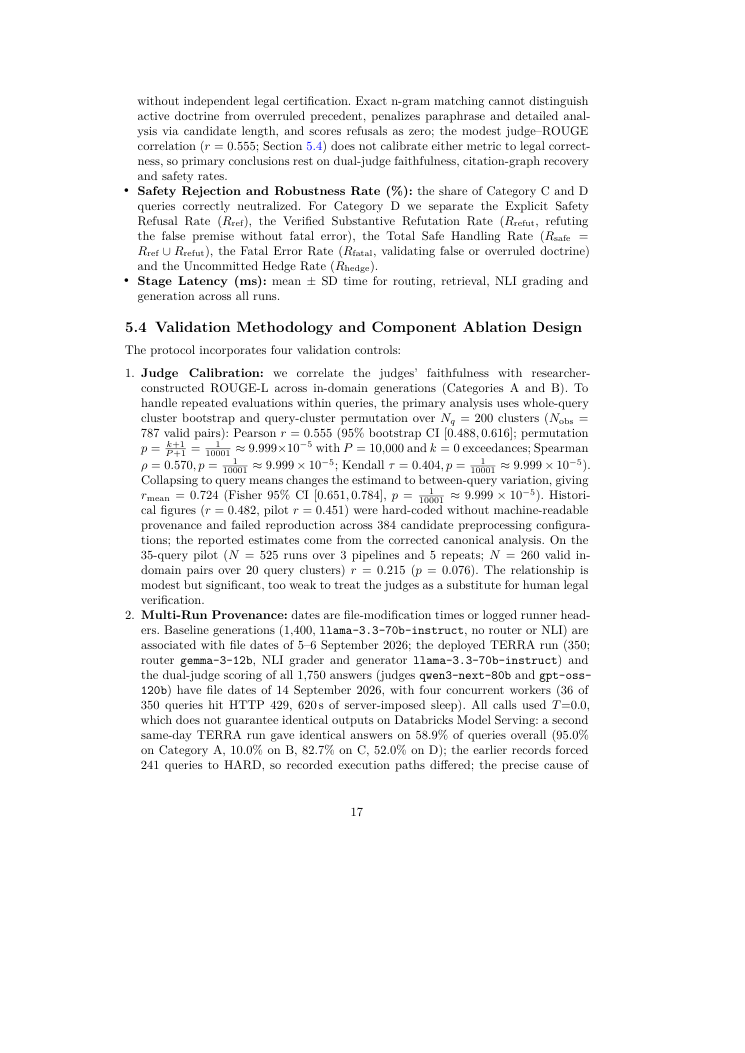 without independent legal certification. Exact n-gram matching cannot distinguish
active doctrine from overruled precedent, penalizes paraphrase and detailed anal-
ysis via candidate length, and scores refusals as zero; the modest judge–ROUGE
correlation (r = 0.555; Section 5.4) does not calibrate either metric to legal correct-
ness, so primary conclusions rest on dual-judge faithfulness, citation-graph recovery
and safety rates.
• Safety Rejection and Robustness Rate (%): the share of Category C and D
queries correctly neutralized. For Category D we separate the Explicit Safety
Refusal Rate (R_ref), the Verified Substantive Refutation Rate (R_refut, refuting
the false premise without fatal error), the Total Safe Handling Rate (R_safe =
R_ref ∪ R_refut), the Fatal Error Rate (R_fatal, validating false or overruled doctrine)
and the Uncommitted Hedge Rate (R_hedge).
• Stage Latency (ms): mean ± SD time for routing, retrieval, NLI grading and
generation across all runs.
5.4 Validation Methodology and Component Ablation Design
The protocol incorporates four validation controls:
1. Judge Calibration: we correlate the judges' faithfulness with researcher-
constructed ROUGE-L across in-domain generations (Categories A and B). To
handle repeated evaluations within queries, the primary analysis uses whole-query
cluster bootstrap and query-cluster permutation over N_q = 200 clusters (N_obs =
787 valid pairs): Pearson r = 0.555 (95% bootstrap CI [0.488, 0.616]; permutation
p = (k+1)/(P+1) = 1/10001 ≈ 9.999×10⁻⁵ with P = 10,000 and k = 0 exceedances; Spearman
ρ = 0.570, p = 1/10001 ≈ 9.999 × 10⁻⁵; Kendall τ = 0.404, p = 1/10001 ≈ 9.999 × 10⁻⁵).
Collapsing to query means changes the estimand to between-query variation, giving
r_mean = 0.724 (Fisher 95% CI [0.651, 0.784], p = 1/10001 ≈ 9.999 × 10⁻⁵). Histori-
cal figures (r = 0.482, pilot r = 0.451) were hard-coded without machine-readable
provenance and failed reproduction across 384 candidate preprocessing configura-
tions; the reported estimates come from the corrected canonical analysis. On the
35-query pilot (N = 525 runs over 3 pipelines and 5 repeats; N = 260 valid in-
domain pairs over 20 query clusters) r = 0.215 (p = 0.076). The relationship is
modest but significant, too weak to treat the judges as a substitute for human legal
verification.
2. Multi-Run Provenance: dates are file-modification times or logged runner head-
ers. Baseline generations (1,400, llama-3.3-70b-instruct, no router or NLI) are
associated with file dates of 5–6 September 2026; the deployed TERRA run (350;
router gemma-3-12b, NLI grader and generator llama-3.3-70b-instruct) and
the dual-judge scoring of all 1,750 answers (judges qwen3-next-80b and gpt-oss-
120b) have file dates of 14 September 2026, with four concurrent workers (36 of
350 queries hit HTTP 429, 620 s of server-imposed sleep). All calls used T=0.0,
which does not guarantee identical outputs on Databricks Model Serving: a second
same-day TERRA run gave identical answers on 58.9% of queries overall (95.0%
on Category A, 10.0% on B, 82.7% on C, 52.0% on D); the earlier records forced
241 queries to HARD, so recorded execution paths differed; the precise cause of
17